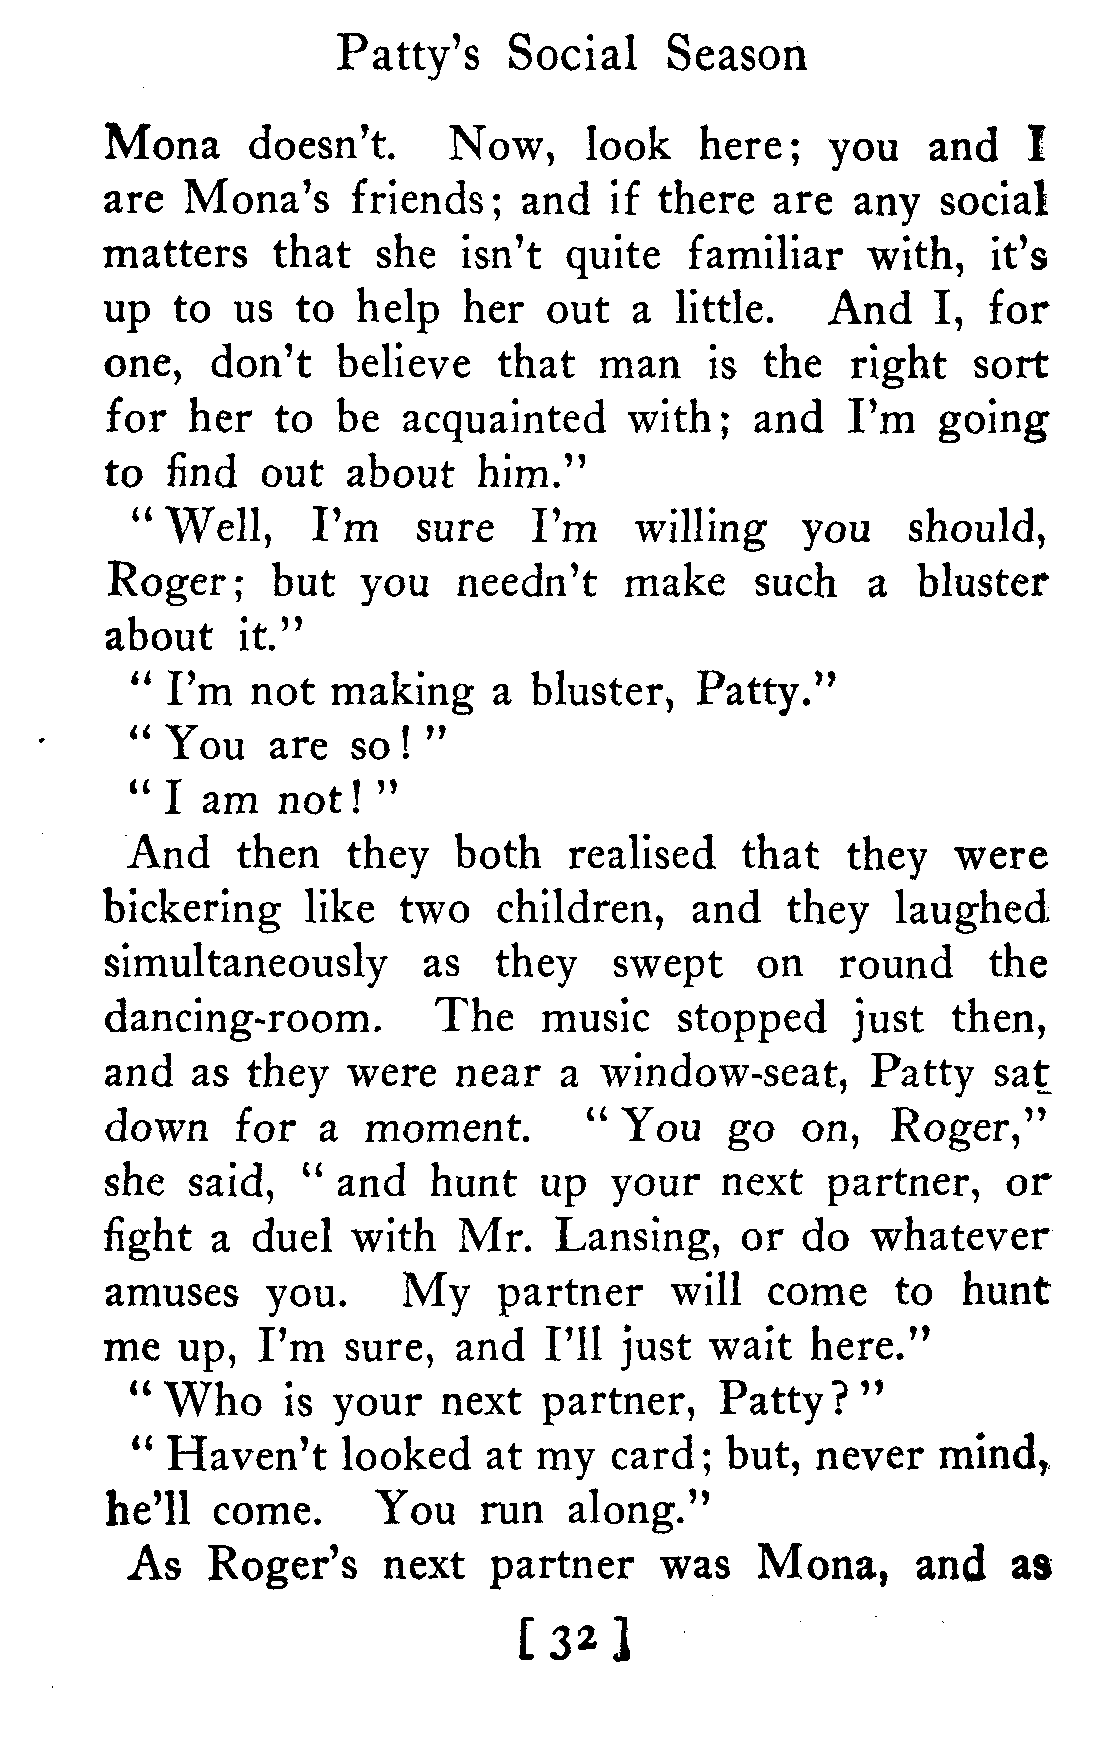 Patty's Social Season
Mona doesn't. Now, look here; you and I
are Mona's friends; and if there are any social
matters that she isn't quite familiar with, it's
up to us to help her out a little. And I, for
one, don't believe that man is the right sort
for her to be acquainted with; and I'm going
to find out about him."
"Well, I'm sure I'm willing you should,
Roger; but you needn't make such a bluster
about it."
"I'm not making a bluster, Patty."
"You are so!"
"I am not!"
And then they both realised that they were
bickering like two children, and they laughed
simultaneously as they swept on round the
dancing-room. The music stopped just then,
and as they were near a window-seat, Patty sat
down for a moment. "You go on, Roger,"
she said, "and hunt up your next partner, or
fight a duel with Mr. Lansing, or do whatever
amuses you. My partner will come to hunt
me up, I'm sure, and I'll just wait here."
"Who is your next partner, Patty?"
"Haven't looked at my card; but, never mind,
he'll come. You run along."
As Roger's next partner was Mona, and as
[32]